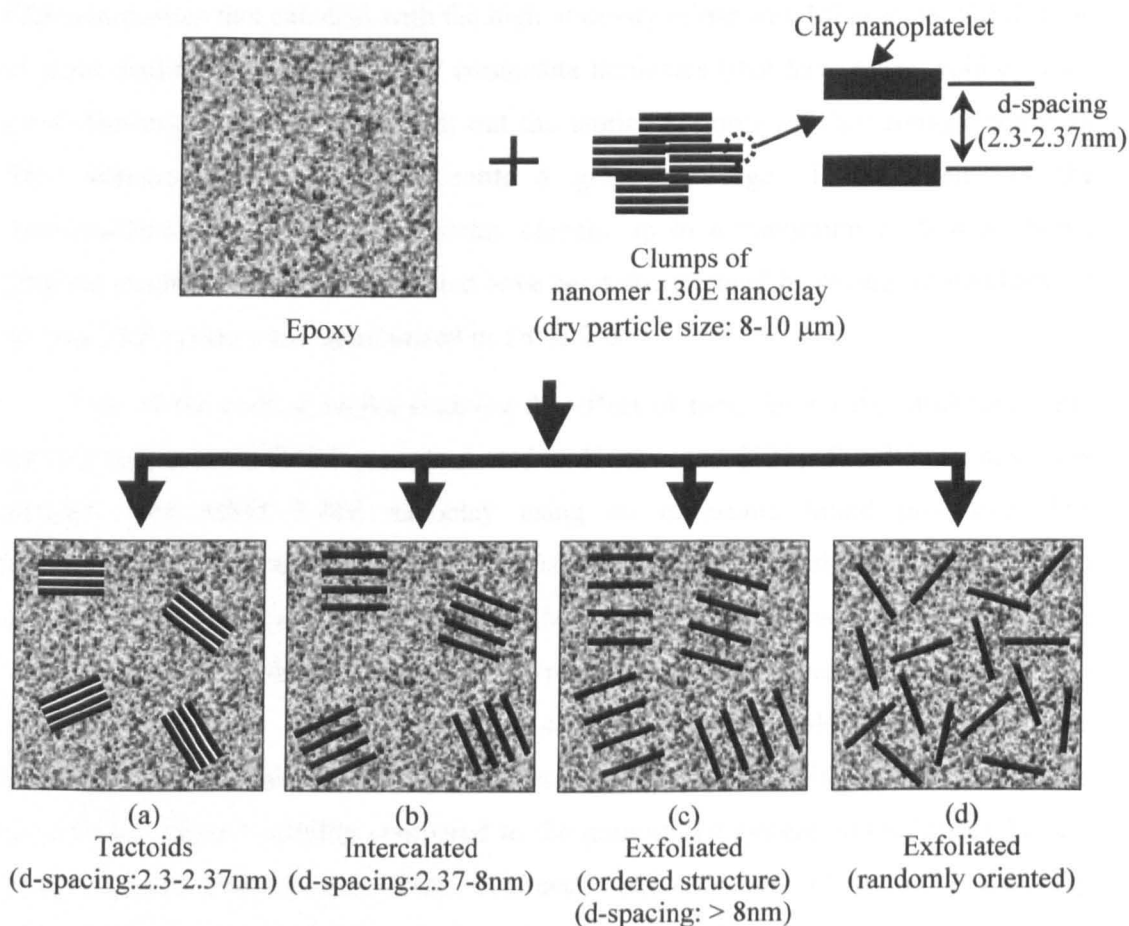 Clay nanoplatelet
d-spacing
(2.3-2.37nm)
+
Clumps of
nanomer I.30E nanoclay
(dry particle size: 8-10 μm)
Epoxy
(a)
Tactoids
(d-spacing:2.3-2.37nm)
(b)
Intercalated
(d-spacing:2.37-8nm)
(c)
Exfoliated
(ordered structure)
(d-spacing: > 8nm)
(d)
Exfoliated
(randomly oriented)